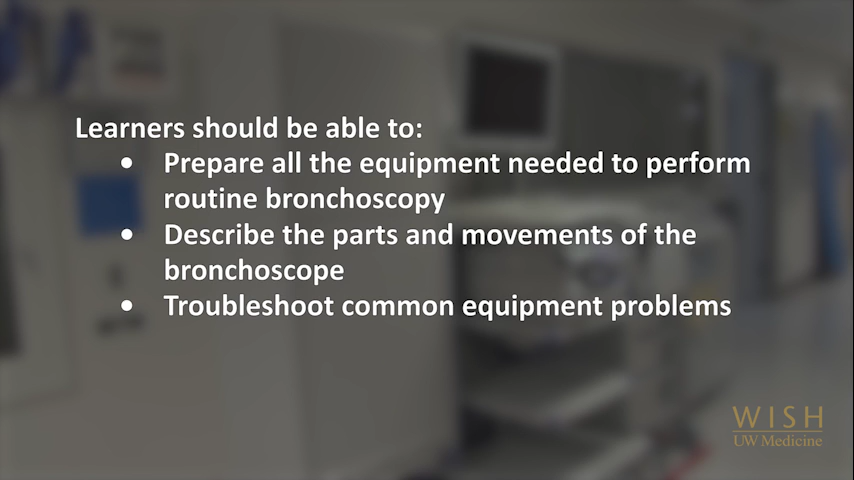 Learners should be able to:
• Prepare all the equipment needed to perform
routine bronchoscopy
• Describe the parts and movements of the
bronchoscope
• Troubleshoot common equipment problems
WISH
UW Medicine